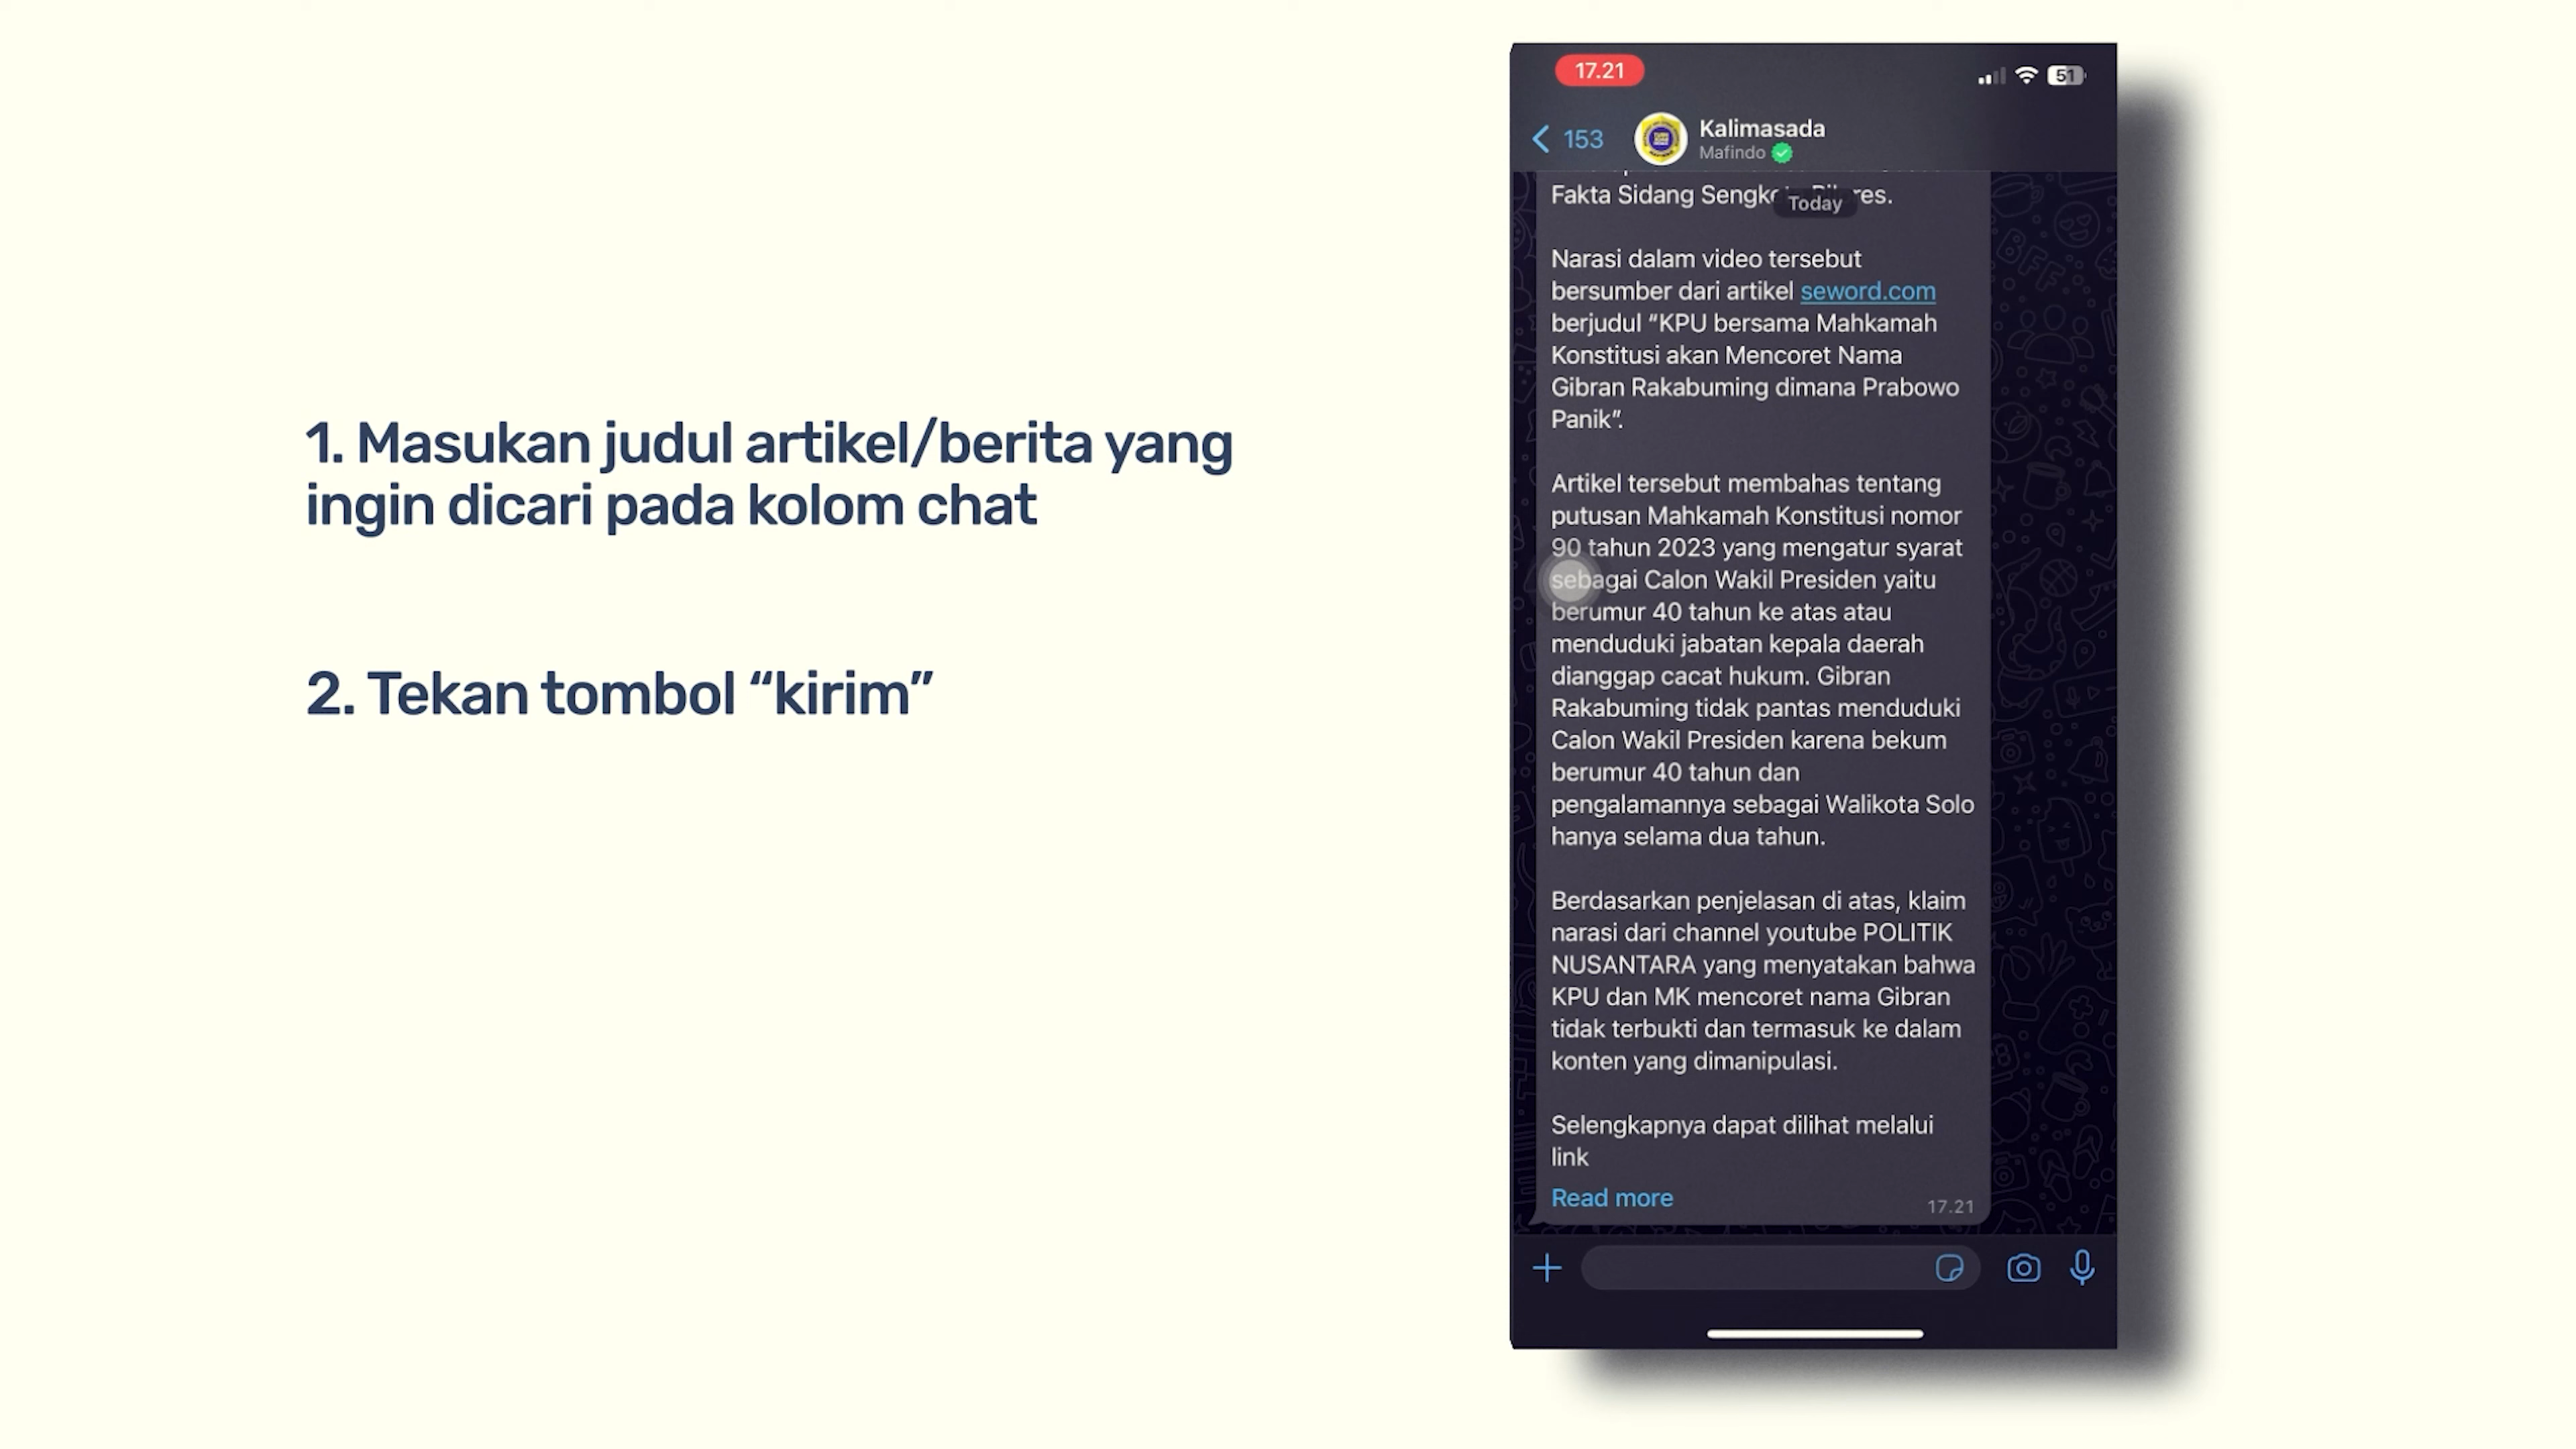 1. Masukan judul artikel/berita yang
ingin dicari pada kolom chat
2. Tekan tombol “kirim”
17.21
51
153
Kalimasada
Mafindo
Fakta Sidang
Today
Narasi dalam video tersebut
bersumber dari artikel seword.com
berjudul “KPU bersama Mahkamah
Konstitusi akan Mencoret Nama
Gibran Rakabuming dimana Prabowo
Panik”.
Artikel tersebut membahas tentang
putusan Mahkamah Konstitusi nomor
90 tahun 2023 yang mengatur syarat
sebagai Calon Wakil Presiden yaitu
berumur 40 tahun ke atas atau
menduduki jabatan kepala daerah
dianggap cacat hukum. Gibran
Rakabuming tidak pantas menduduki
Calon Wakil Presiden karena bekum
berumur 40 tahun dan
pengalamannya sebagai Walikota Solo
hanya selama dua tahun.
Berdasarkan penjelasan di atas, klaim
narasi dari channel youtube POLITIK
NUSANTARA yang menyatakan bahwa
KPU dan MK mencoret nama Gibran
tidak terbukti dan termasuk ke dalam
konten yang dimanipulasi.
Selengkapnya dapat dilihat melalui
link
Read more
17.21